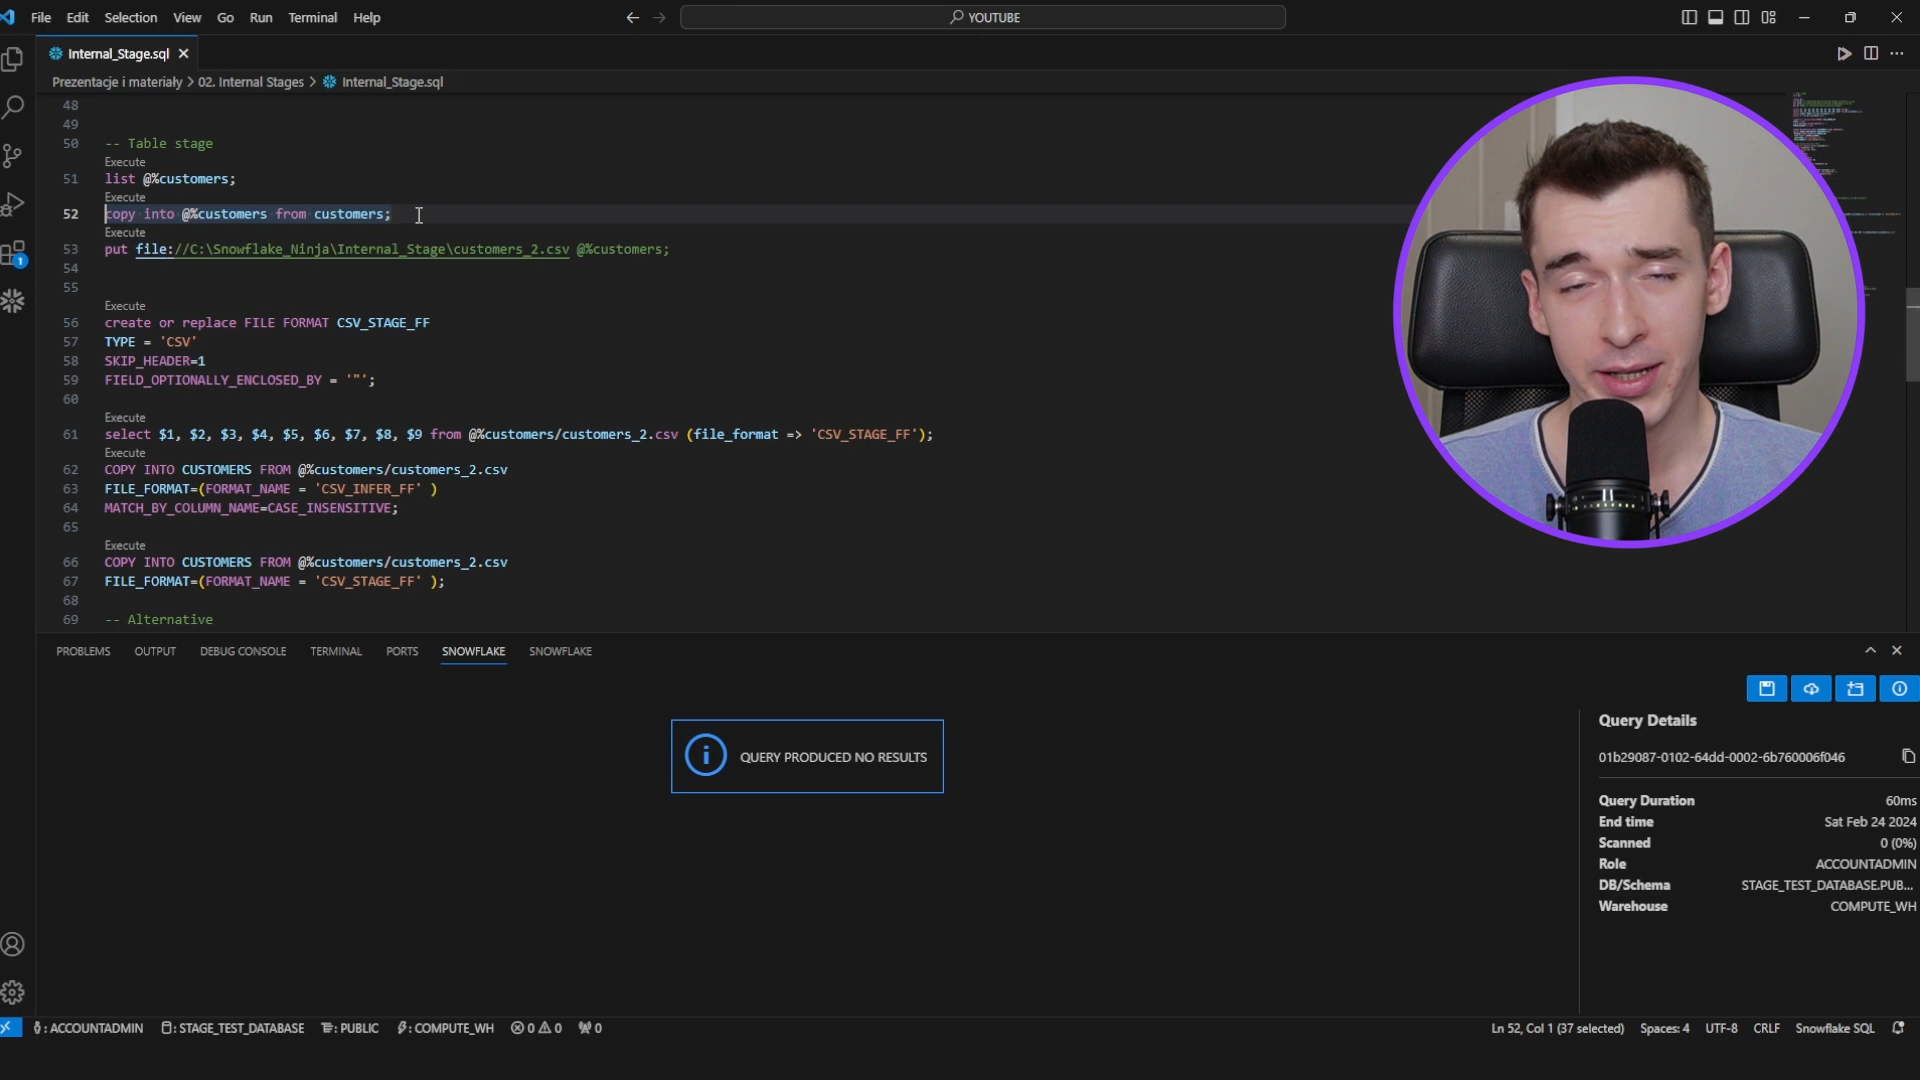 File Edit Selection View Go Run Terminal Help
YOUTUBE
Internal_Stage.sql
Prezentacje i materiały > 02. Internal Stages > Internal_Stage.sql
48
49
50 -- Table stage
Execute
51 list @%customers;
Execute
52 copy into @%customers from customers;
Execute
53 put file://C:\Snowflake_Ninja\Internal_Stage\customers_2.csv @%customers;
54
55
Execute
56 create or replace FILE FORMAT CSV_STAGE_FF
57 TYPE = 'CSV'
58 SKIP_HEADER=1
59 FIELD_OPTIONALLY_ENCLOSED_BY = '"';
60
Execute
61 select $1, $2, $3, $4, $5, $6, $7, $8, $9 from @%customers/customers_2.csv (file_format => 'CSV_STAGE_FF');
Execute
62 COPY INTO CUSTOMERS FROM @%customers/customers_2.csv
63 FILE_FORMAT=(FORMAT_NAME = 'CSV_INFER_FF' )
64 MATCH_BY_COLUMN_NAME=CASE_INSENSITIVE;
65
Execute
66 COPY INTO CUSTOMERS FROM @%customers/customers_2.csv
67 FILE_FORMAT=(FORMAT_NAME = 'CSV_STAGE_FF' );
68
69 -- Alternative
PROBLEMS OUTPUT DEBUG CONSOLE TERMINAL PORTS SNOWFLAKE SNOWFLAKE
QUERY PRODUCED NO RESULTS
Query Details
01b29087-0102-64dd-0002-6b760006f046
Query Duration 60ms
End time Sat Feb 24 2024
Scanned 0 (0%)
Role ACCOUNTADMIN
DB/Schema STAGE_TEST_DATABASE.PUB...
Warehouse COMPUTE_WH
1
: ACCOUNTADMIN : STAGE_TEST_DATABASE : PUBLIC : COMPUTE_WH 0 0 0
Ln 52, Col 1 (37 selected) Spaces: 4 UTF-8 CRLF Snowflake SQL